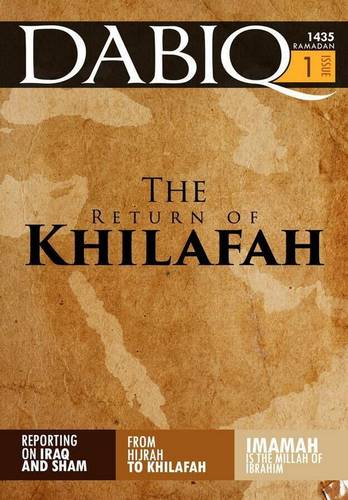 DABIQ
1435
RAMADAN
1 ISSUE
THE
RETURN OF
KHILAFAH
REPORTING
ON IRAQ
AND SHAM
FROM
HIJRAH
TO KHILAFAH
IMAMAH
IS THE MILLAH OF
IBRAHIM